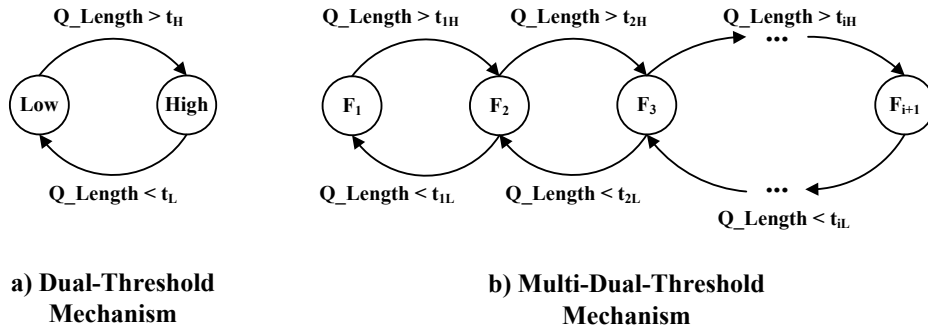 Q_Length > tH
Low
High
Q_Length < tL
a) Dual-Threshold
Mechanism
Q_Length > t1H
Q_Length > t2H
Q_Length > tiH
...
F1
F2
F3
Fi+1
...
Q_Length < t1L
Q_Length < t2L
Q_Length < tiL
b) Multi-Dual-Threshold
Mechanism